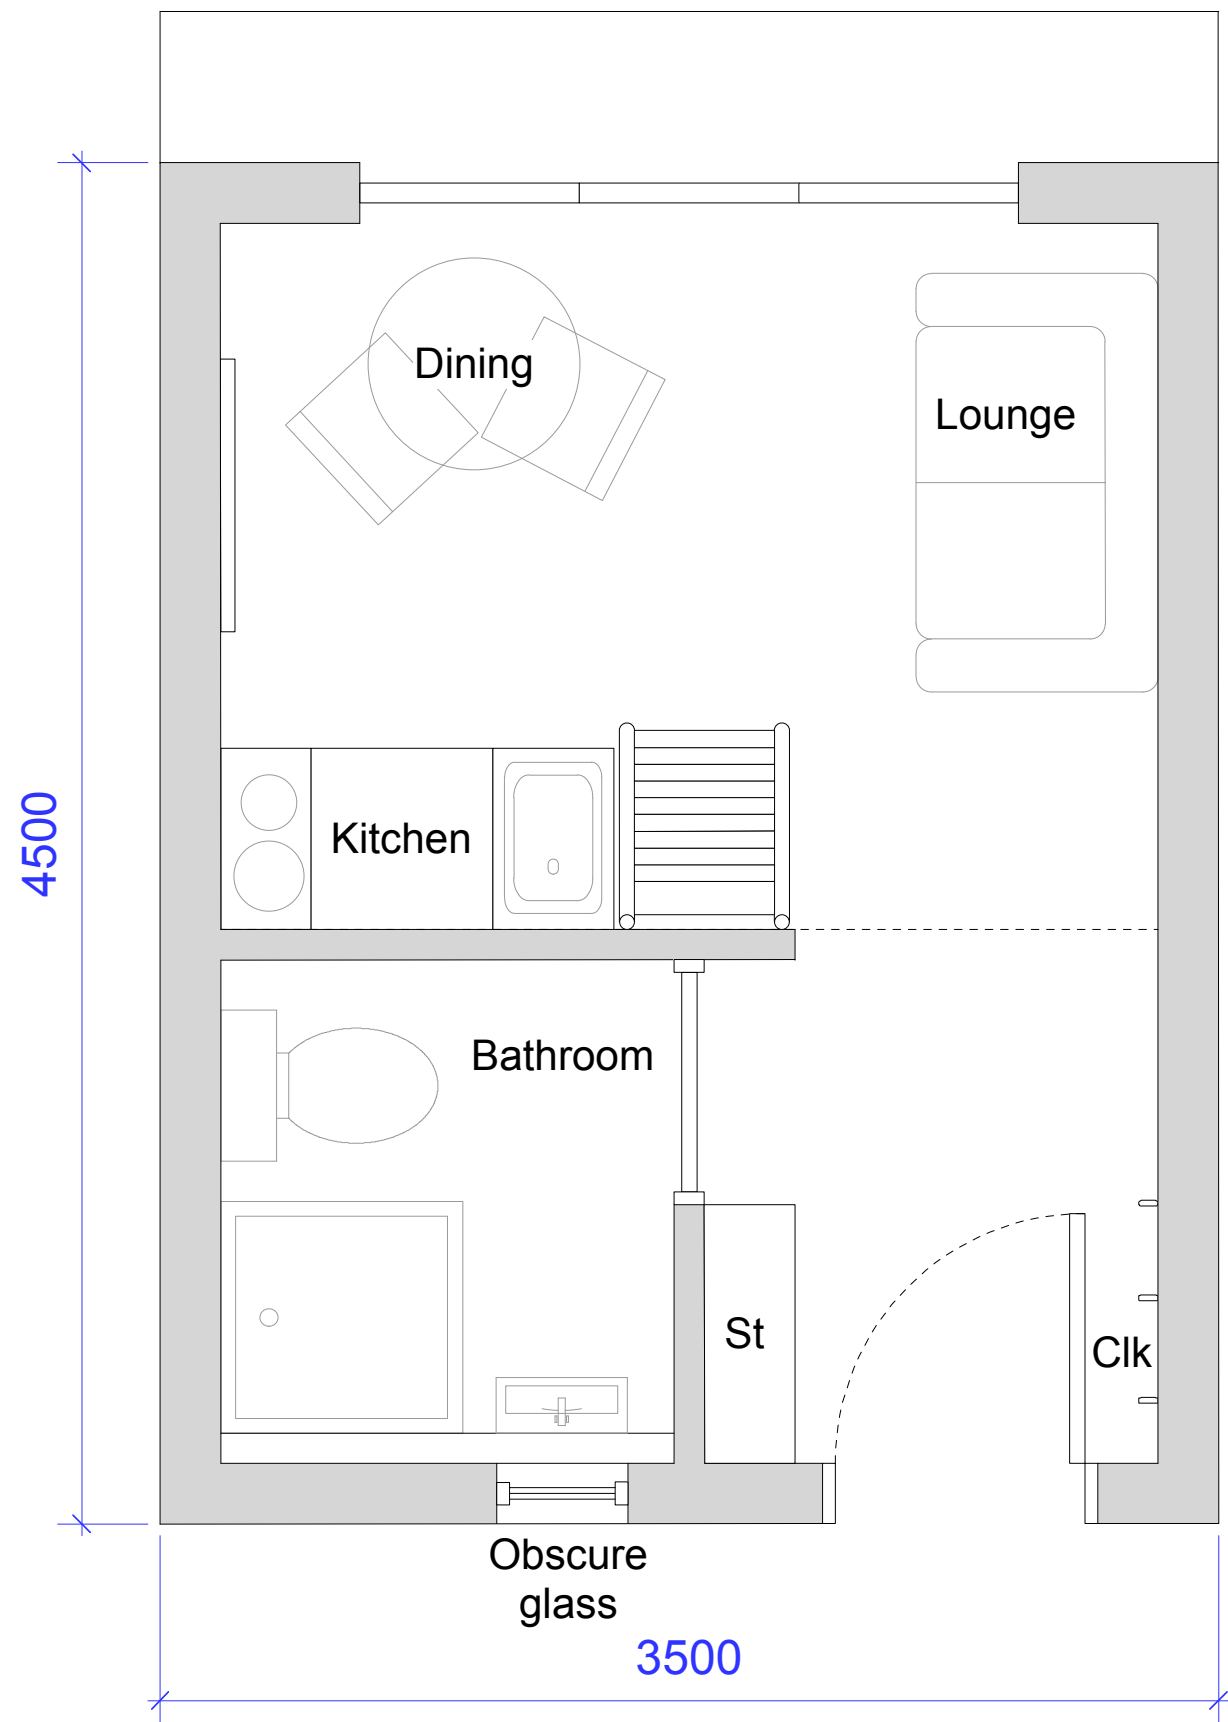 Dining
Lounge
4500
Kitchen
Bathroom
St
Clk
Obscure
glass
3500